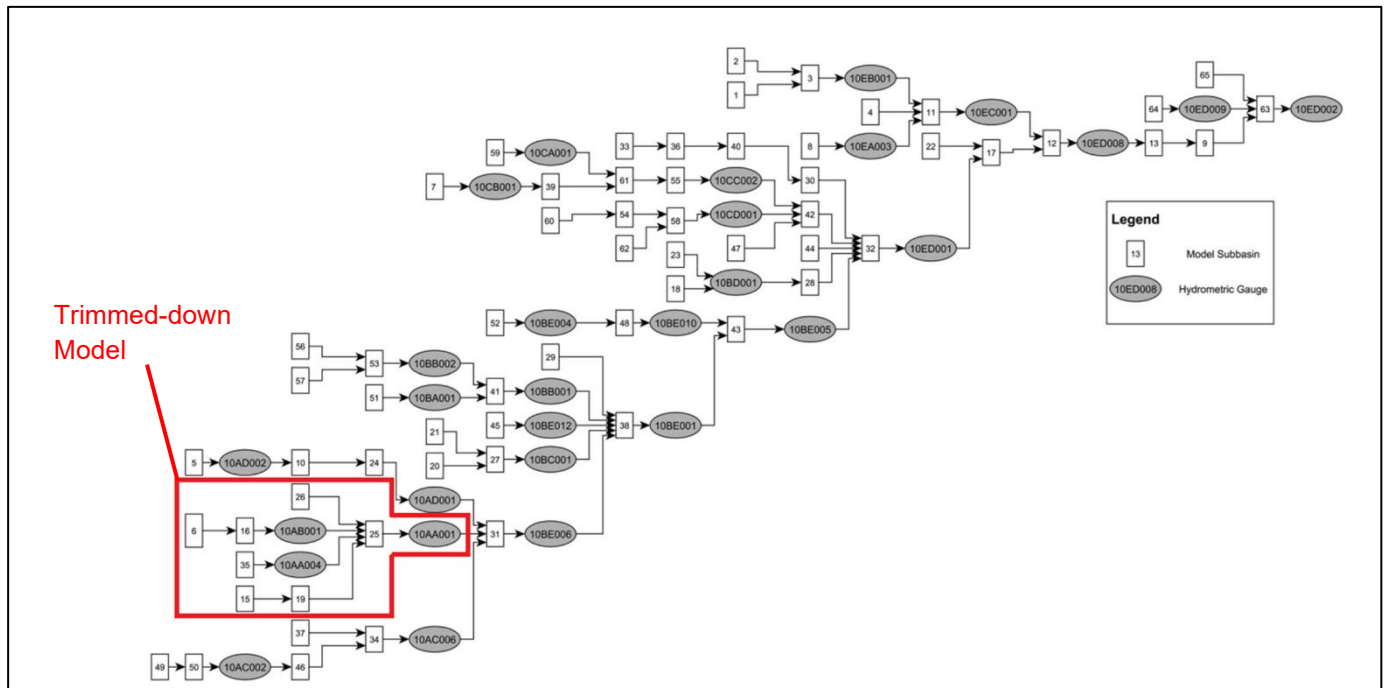 2
65
3
10EB001
1
64
10ED009
63
10ED002
4
11
10EC001
59
10CA001
33
36
40
8
10EA003
22
17
12
10ED008
13
9
7
10CB001
39
61
55
10CC002
30
60
54
58
10CD001
42
62
47
44
32
10ED001
23
10BD001
28
18
Legend
13
Model Subbasin
10ED008
Hydrometric Gauge
Trimmed-down
Model
52
10BE004
48
10BE010
43
10BE005
56
29
53
10BB002
57
51
10BA001
41
10BB001
45
10BE012
38
10BE001
21
20
27
10BC001
5
10AD002
10
24
26
10AD001
6
16
10AB001
25
10AA001
31
10BE006
35
10AA004
15
19
37
34
10AC006
49
50
10AC002
46